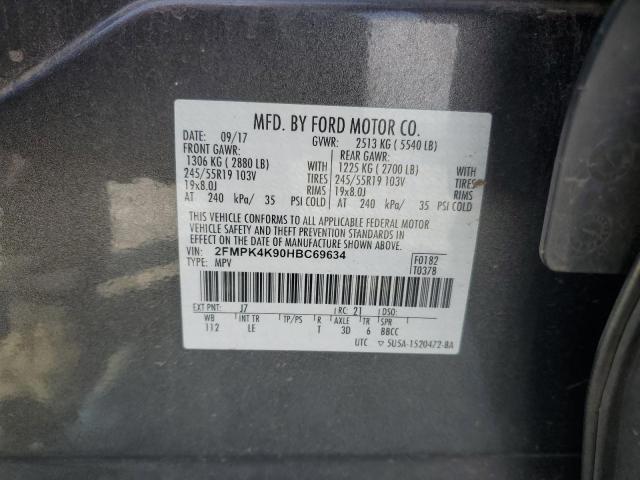 MFD. BY FORD MOTOR CO.
DATE: 09/17 GVWR: 2513 KG ( 5540 LB)
FRONT GAWR: REAR GAWR:
1306 KG ( 2880 LB) WITH 1225 KG ( 2700 LB) WITH
245/55R19 103V TIRES 245/55R19 103V TIRES
19x8.0J RIMS 19x8.0J RIMS
AT 240 kPa/ 35 PSI COLD AT 240 kPa/ 35 PSI COLD
THIS VEHICLE CONFORMS TO ALL APPLICABLE FEDERAL MOTOR
VEHICLE SAFETY AND THEFT PREVENTION STANDARDS IN
EFFECT ON THE DATE OF MANUFACTURE SHOWN ABOVE.
VIN: 2FMPK4K90HBC69634 F0182
TYPE: MPV T0378
EXT PNT: J7 RC: 21 DSO:
WB INT TR TP/PS R AXLE TR SPR
112 LE T 3D 6 BBCC
UTC ▽ 5U5A-1520472-BA